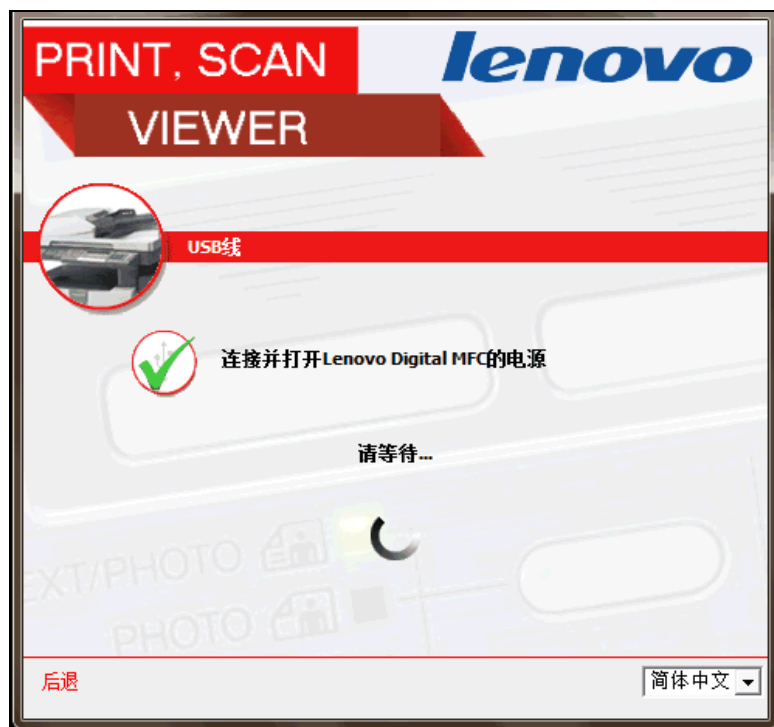 PRINT, SCAN
lenovo
VIEWER
USB线
连接并打开Lenovo Digital MFC的电源
请等待...
EXT/PHOTO
PHOTO
后退
简体中文